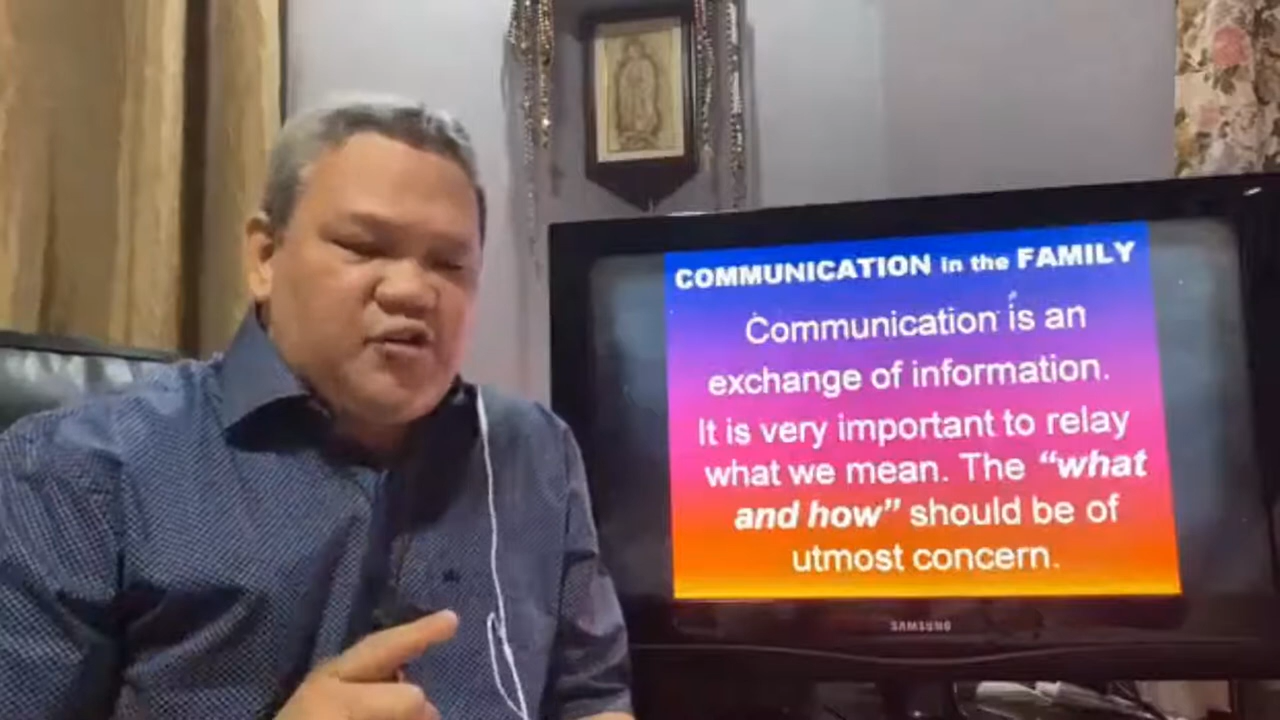 COMMUNICATION in the FAMILY
Communication is an
exchange of information.
It is very important to relay
what we mean. The “what
and how” should be of
utmost concern.
SAMSUNG